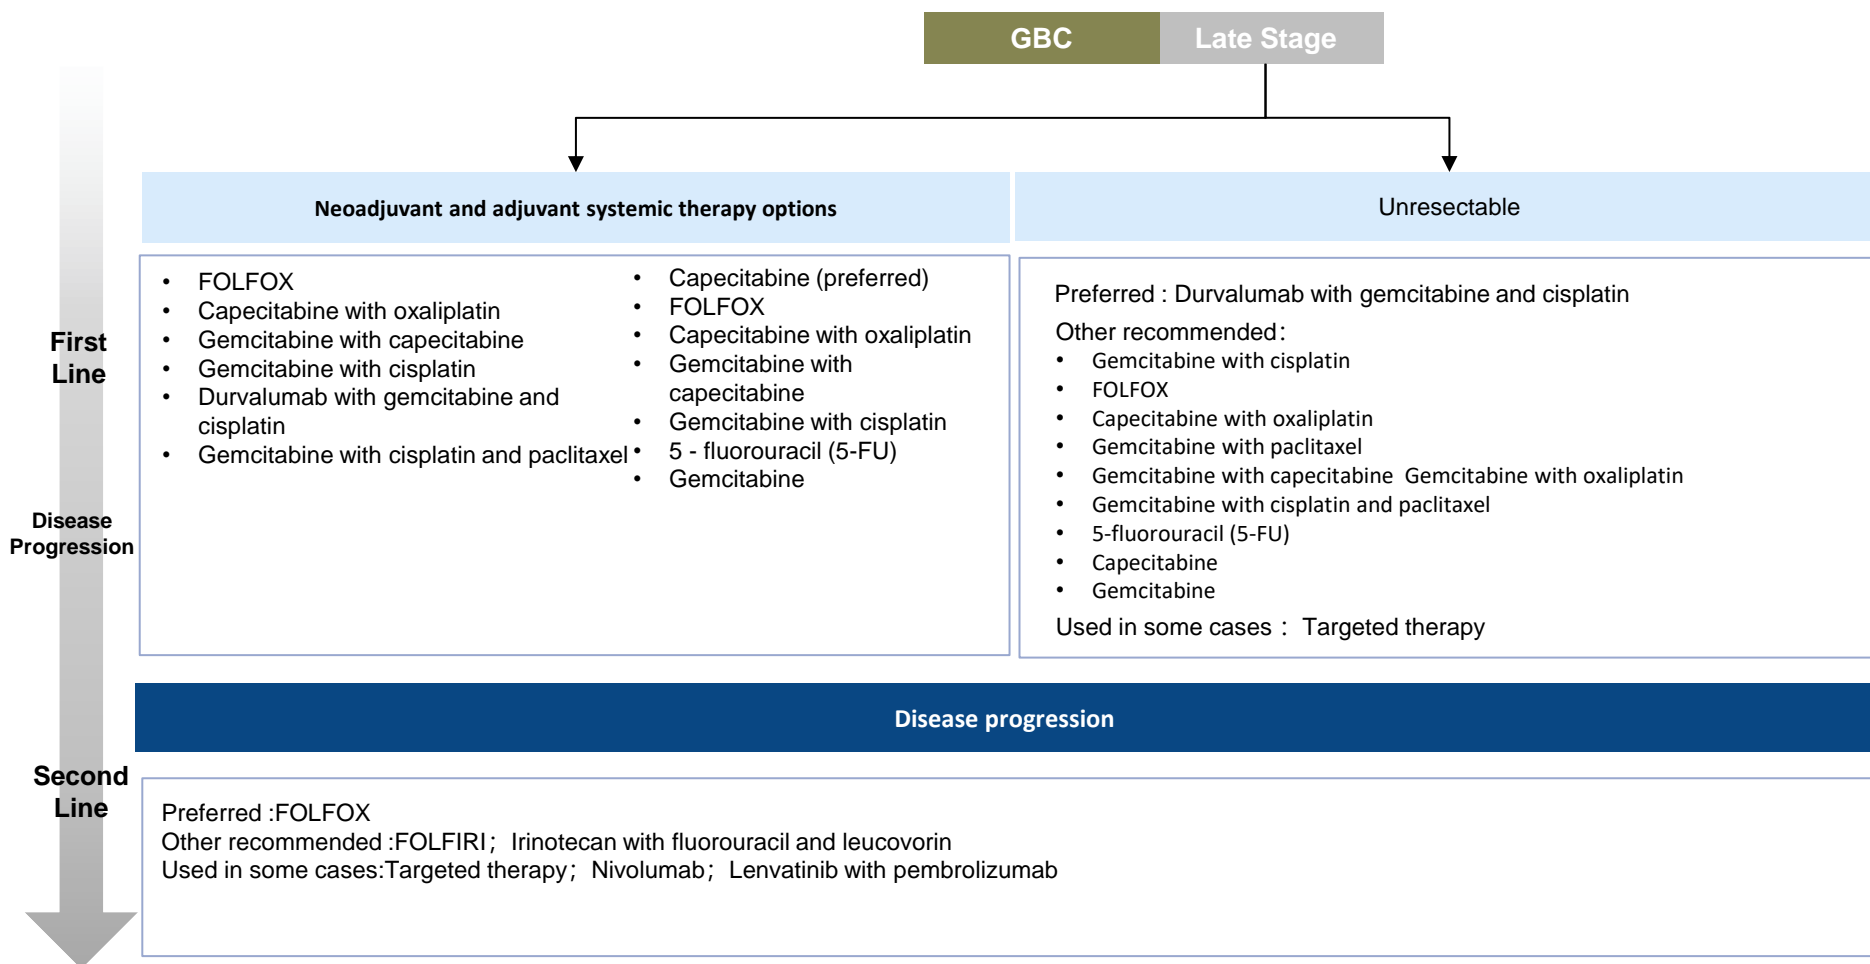 GBC
Late Stage
Neoadjuvant and adjuvant systemic therapy options
Unresectable
First
Line
• FOLFOX
• Capecitabine with oxaliplatin
• Gemcitabine with capecitabine
• Gemcitabine with cisplatin
• Durvalumab with gemcitabine and
cisplatin
• Gemcitabine with cisplatin and paclitaxel
• Capecitabine (preferred)
• FOLFOX
• Capecitabine with oxaliplatin
• Gemcitabine with
capecitabine
• Gemcitabine with cisplatin
• 5 - fluorouracil (5-FU)
• Gemcitabine
Preferred : Durvalumab with gemcitabine and cisplatin
Other recommended：
• Gemcitabine with cisplatin
• FOLFOX
• Capecitabine with oxaliplatin
• Gemcitabine with paclitaxel
• Gemcitabine with capecitabine  Gemcitabine with oxaliplatin
• Gemcitabine with cisplatin and paclitaxel
• 5-fluorouracil (5-FU)
• Capecitabine
• Gemcitabine
Used in some cases： Targeted therapy
Disease
Progression
Disease progression
Second
Line
Preferred :FOLFOX
Other recommended :FOLFIRI； Irinotecan with fluorouracil and leucovorin
Used in some cases:Targeted therapy； Nivolumab； Lenvatinib with pembrolizumab